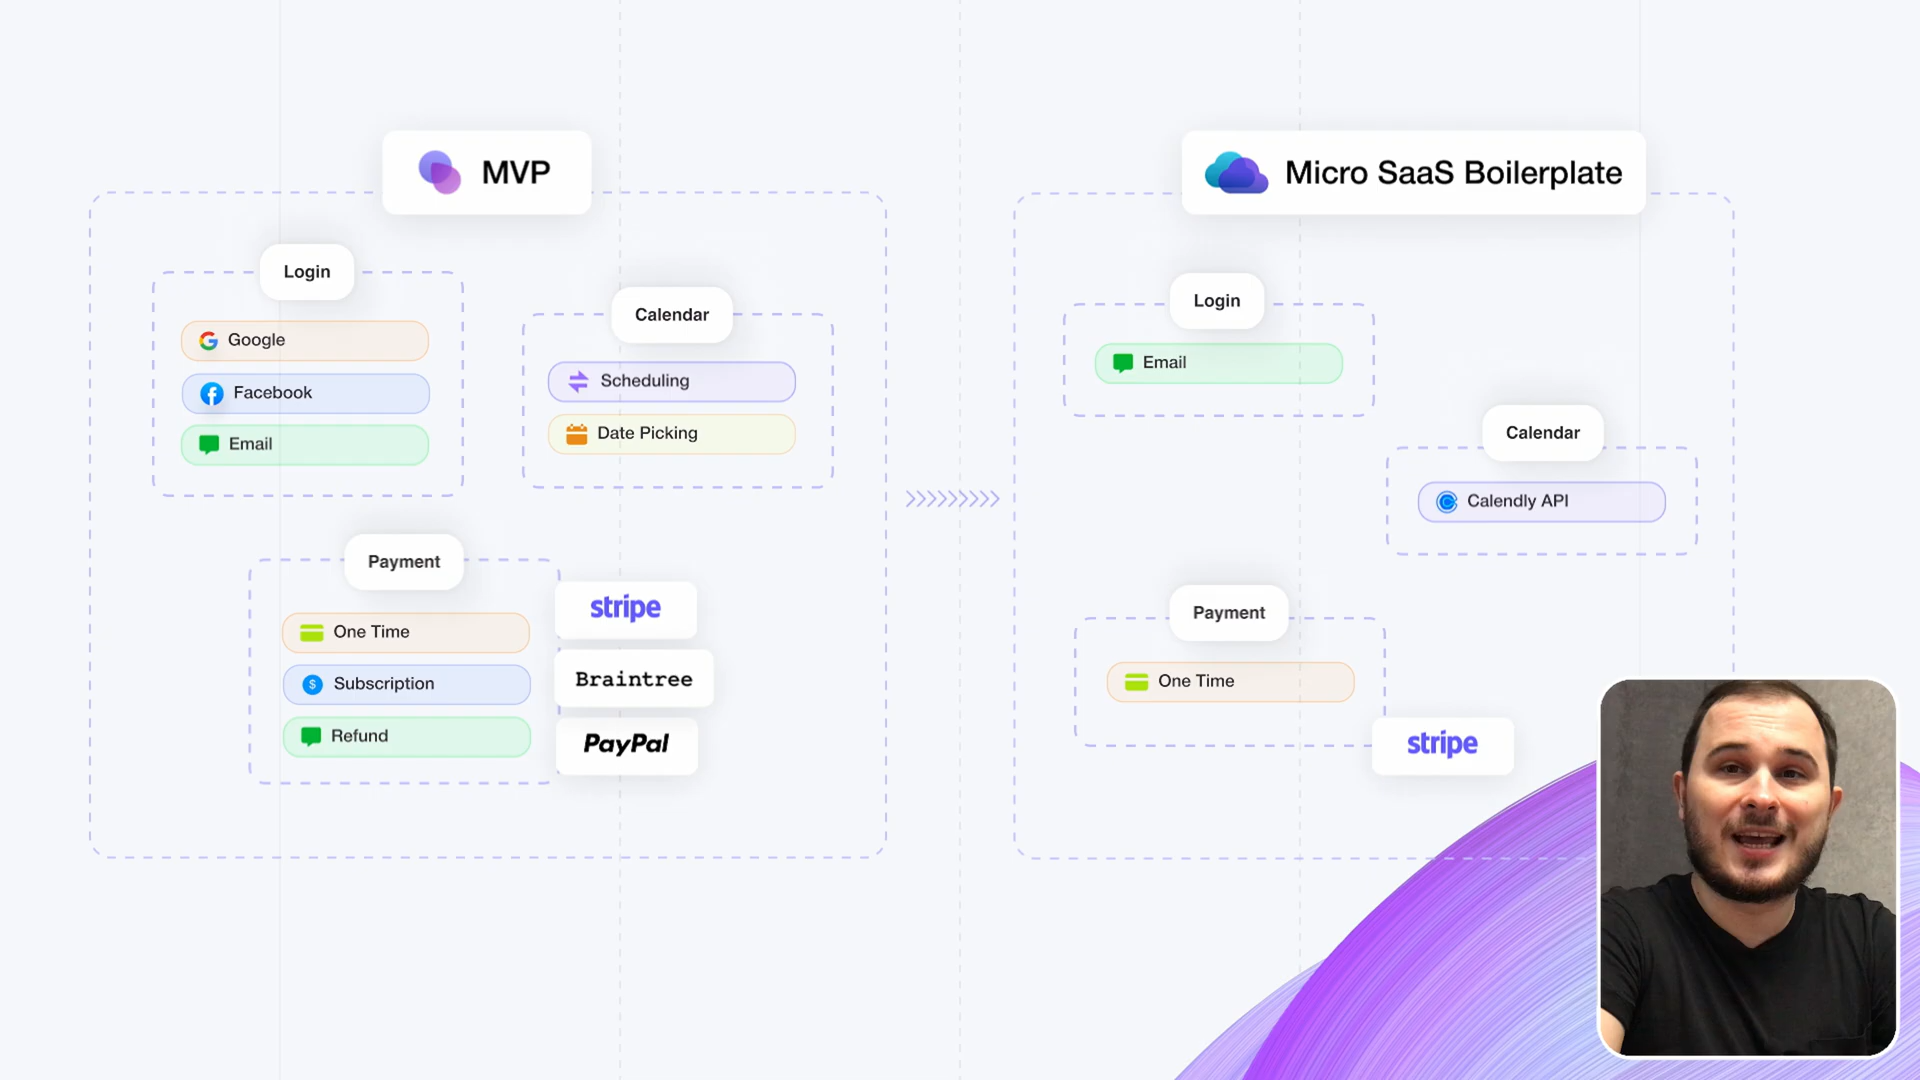 MVP
Login
Google
Facebook
Email
Calendar
Scheduling
Date Picking
Payment
One Time
Subscription
Refund
stripe
Braintree
PayPal
Micro SaaS Boilerplate
Login
Email
Calendar
Calendly API
Payment
One Time
stripe